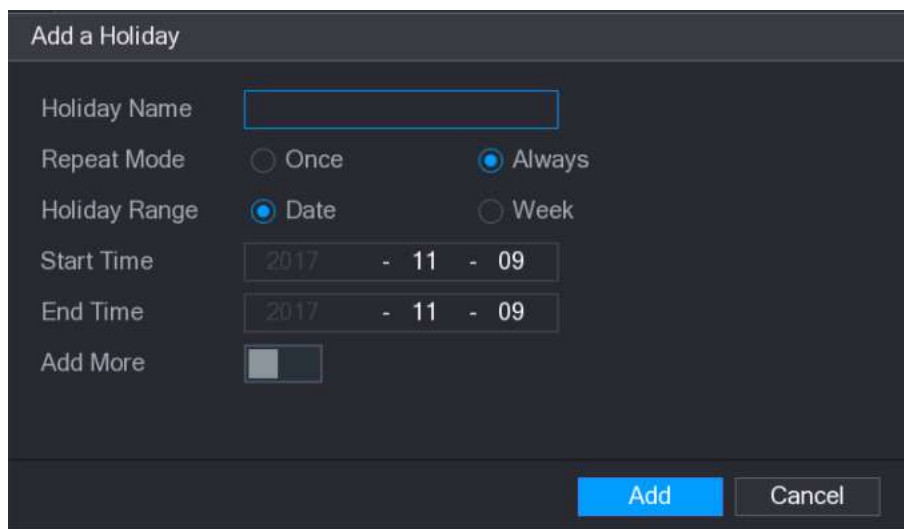 Add a Holiday
Holiday Name
Repeat Mode Once Always
Holiday Range Date Week
Start Time 2017 - 11 - 09
End Time 2017 - 11 - 09
Add More
Add Cancel